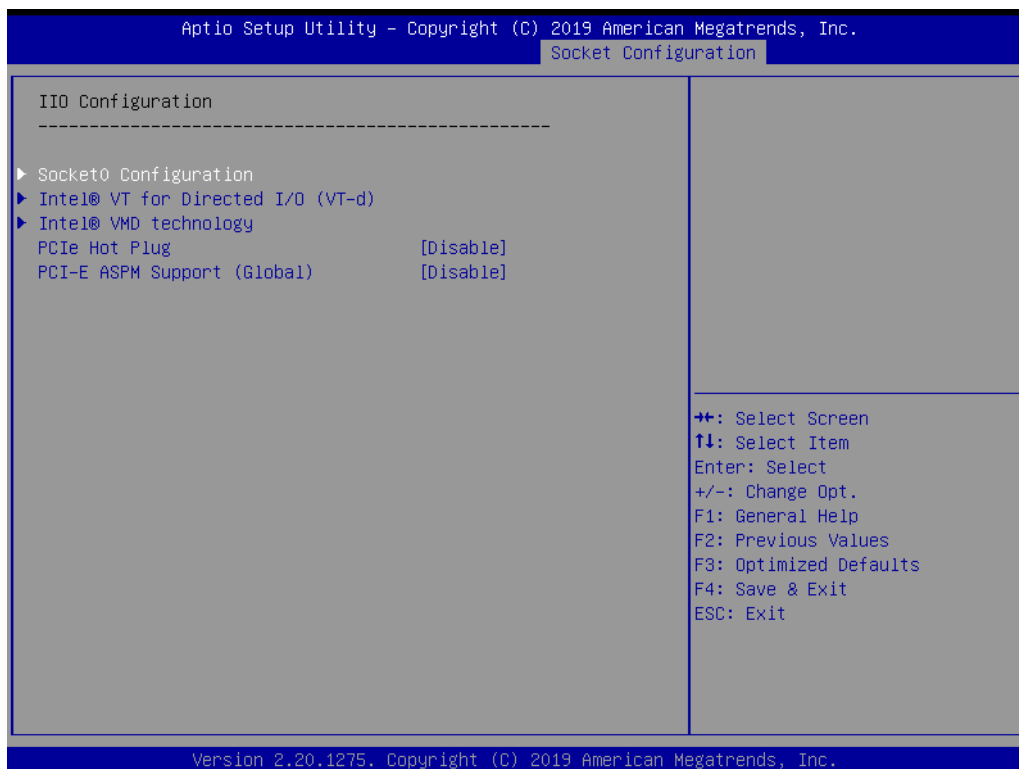 Aptio Setup Utility – Copyright (C) 2019 American Megatrends, Inc.
Socket Configuration
IIO Configuration
--------------------------------------------------
▶ Socket0 Configuration
▶ Intel® VT for Directed I/O (VT-d)
▶ Intel® VMD technology
PCIe Hot Plug [Disable]
PCI-E ASPM Support (Global) [Disable]
→←: Select Screen
↑↓: Select Item
Enter: Select
+/-: Change Opt.
F1: General Help
F2: Previous Values
F3: Optimized Defaults
F4: Save & Exit
ESC: Exit
Version 2.20.1275. Copyright (C) 2019 American Megatrends, Inc.